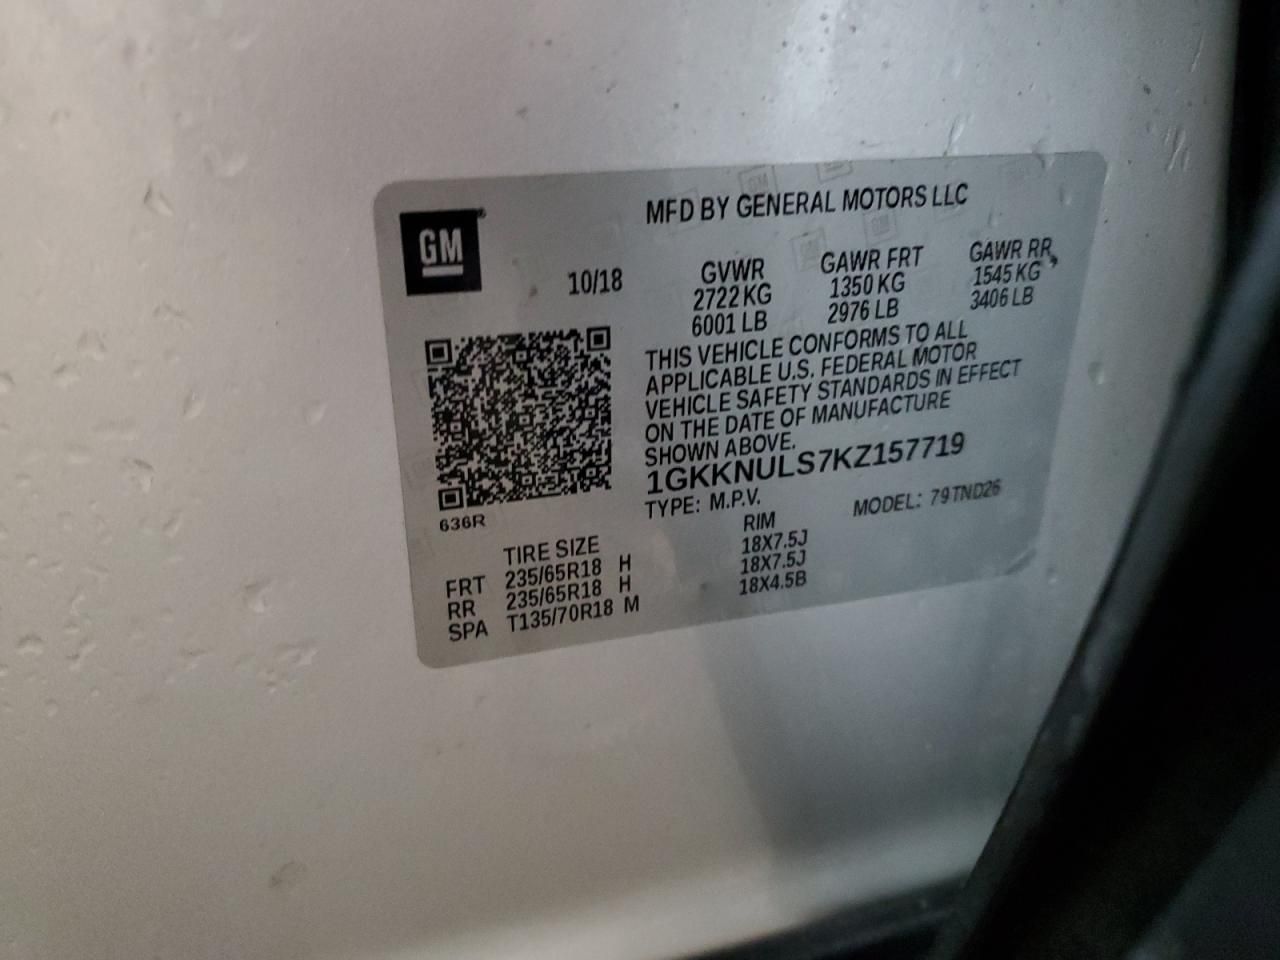 GM
MFD BY GENERAL MOTORS LLC
10/18
GVWR GAWR FRT GAWR RR
2722 KG 1350 KG 1545 KG
6001 LB 2976 LB 3406 LB
THIS VEHICLE CONFORMS TO ALL
APPLICABLE U.S. FEDERAL MOTOR
VEHICLE SAFETY STANDARDS IN EFFECT
ON THE DATE OF MANUFACTURE
SHOWN ABOVE.
1GKKNULS7KZ157719
TYPE: M.P.V. MODEL: 79TND26
636R
TIRE SIZE RIM
FRT 235/65R18 H 18X7.5J
RR 235/65R18 H 18X7.5J
SPA T135/70R18 M 18X4.5B